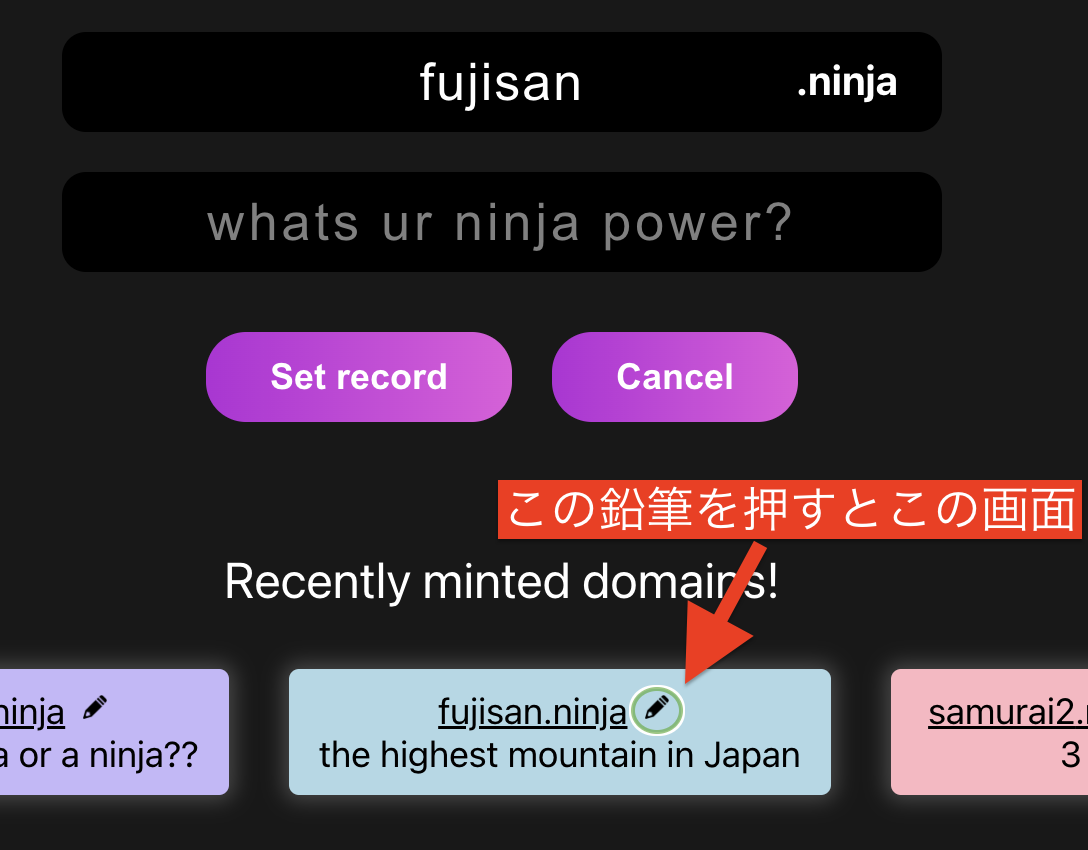 fujisan .ninja
whats ur ninja power?
Set record Cancel
この鉛筆を押すとこの画面
Recently minted domains!
ninja
a or a ninja??
fujisan.ninja
the highest mountain in Japan
samurai2.
3